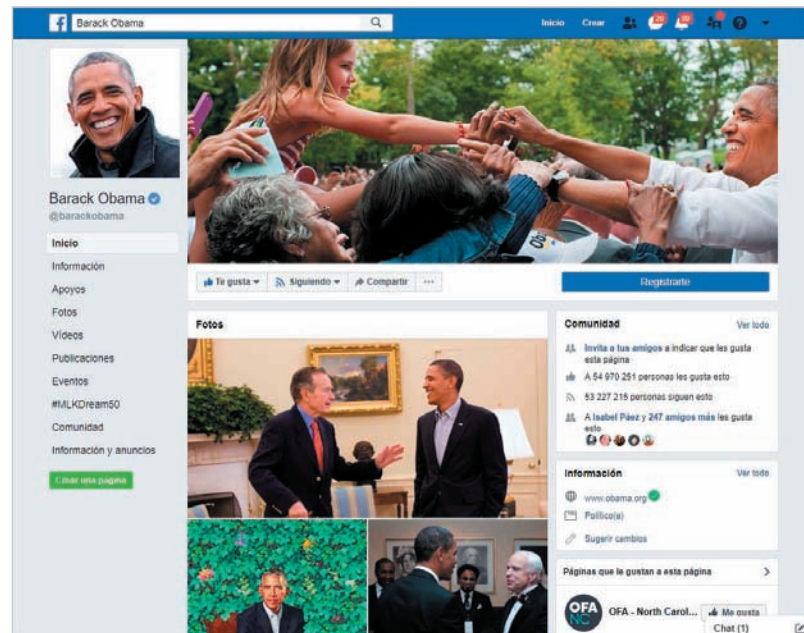 Barack Obama
Inicio Crear
20
Barack Obama
@barackobama
Inicio
Información
Apoyos
Fotos
Vídeos
Publicaciones
Eventos
#MLKDream50
Comunidad
Información y anuncios
Crear una página
Te gusta Siguiendo Compartir ...
Registrarte
Fotos
Comunidad Ver todo
Invita a tus amigos a indicar que les gusta
esta página
A 54 970 251 personas les gusta esto
53 227 215 personas siguen esto
A Isabel Páez y 247 amigos más les gusta
esto
Información Ver todo
www.obama.org
Político(a)
Sugerir cambios
Páginas que le gustan a esta página
OFA
NC
OFA - North Carol... Me gusta
Chat (1)